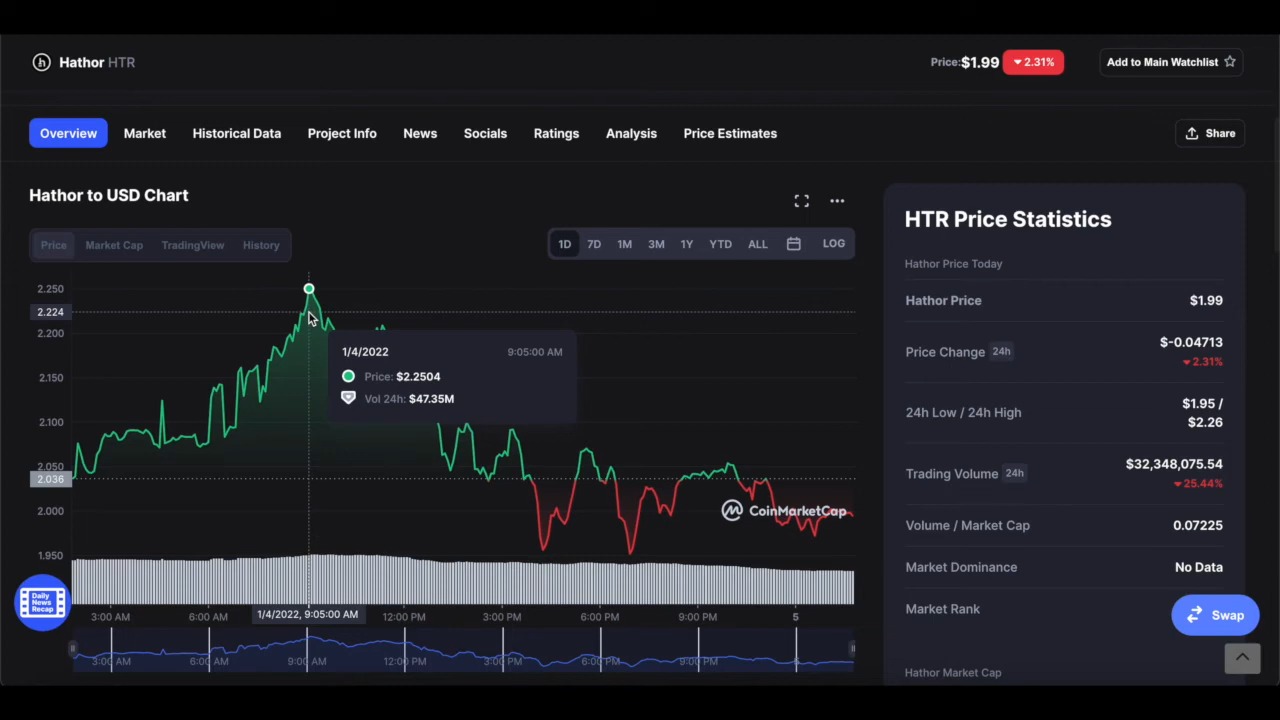 Hathor HTR
Price:$1.99 2.31%
Add to Main Watchlist
Overview Market Historical Data Project Info News Socials Ratings Analysis Price Estimates
Share
Hathor to USD Chart
Price Market Cap TradingView History
1D 7D 1M 3M 1Y YTD ALL LOG
2.250
2.224
2.200
2.150
2.100
2.050
2.036
2.000
1.950
1/4/2022 9:05:00 AM
Price: $2.2504
Vol 24h: $47.35M
CoinMarketCap
3:00 AM 6:00 AM 1/4/2022, 9:05:00 AM 12:00 PM 3:00 PM 6:00 PM 9:00 PM 5
3:00 AM 6:00 AM 9:00 AM 12:00 PM 3:00 PM 6:00 PM 9:00 PM 5
Daily
News
Recap
HTR Price Statistics
Hathor Price Today
Hathor Price $1.99
Price Change 24h $-0.04713
2.31%
24h Low / 24h High $1.95 /
$2.26
Trading Volume 24h $32,348,075.54
25.44%
Volume / Market Cap 0.07225
Market Dominance No Data
Market Rank
Swap
Hathor Market Cap